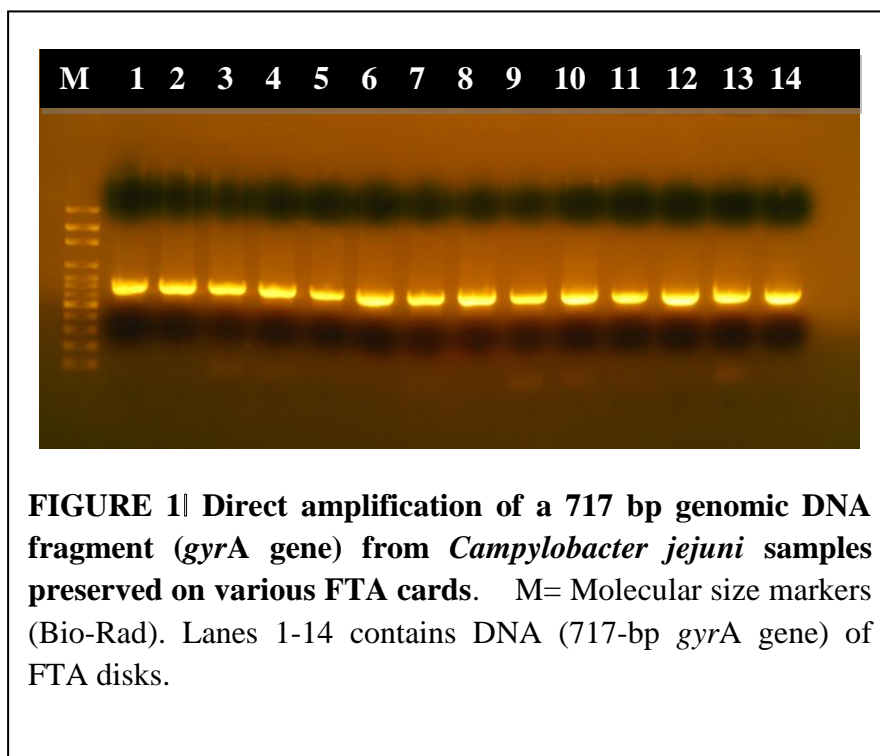 M 1 2 3 4 5 6 7 8 9 10 11 12 13 14
FIGURE 1▯ Direct amplification of a 717 bp genomic DNA
fragment (gyrA gene) from Campylobacter jejuni samples
preserved on various FTA cards. M= Molecular size markers
(Bio-Rad). Lanes 1-14 contains DNA (717-bp gyrA gene) of
FTA disks.